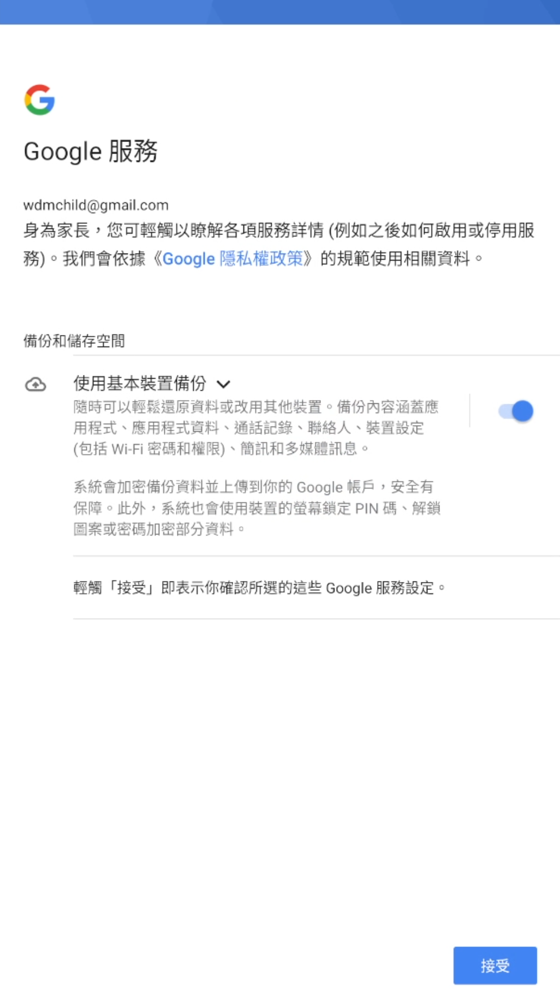 Google 服務
wdmchild@gmail.com
身為家長，您可輕觸以瞭解各項服務詳情 (例如之後如何啟用或停用服
務)。我們會依據《Google 隱私權政策》的規範使用相關資料。
備份和儲存空間
使用基本裝置備份
隨時可以輕鬆還原資料或改用其他裝置。備份內容涵蓋應
用程式、應用程式資料、通話記錄、聯絡人、裝置設定
(包括 Wi-Fi 密碼和權限)、簡訊和多媒體訊息。
系統會加密備份資料並上傳到你的 Google 帳戶，安全有
保障。此外，系統也會使用裝置的螢幕鎖定 PIN 碼、解鎖
圖案或密碼加密部分資料。
輕觸「接受」即表示你確認所選的這些 Google 服務設定。
接受